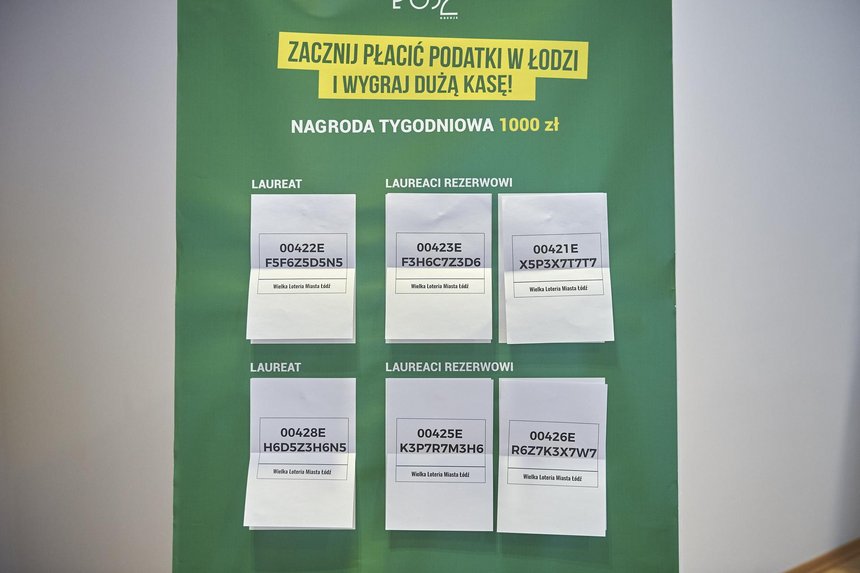 ZACZNIJ PŁACIĆ PODATKI W ŁODZI
I WYGRAJ DUŻĄ KASĘ!
NAGRODA TYGODNIOWA 1000 zł
LAUREAT
LAUREACI REZERWOWI
00422E
F5F6Z5D5N5
Wielka Loteria Miasta Łódź
00423E
F3H6C7Z3D6
Wielka Loteria Miasta Łódź
00421E
X5P3X7T7T7
Wielka Loteria Miasta Łódź
LAUREAT
LAUREACI REZERWOWI
00428E
H6D5Z3H6N5
Wielka Loteria Miasta Łódź
00425E
K3P7R7M3H6
Wielka Loteria Miasta Łódź
00426E
R6Z7K3X7W7
Wielka Loteria Miasta Łódź